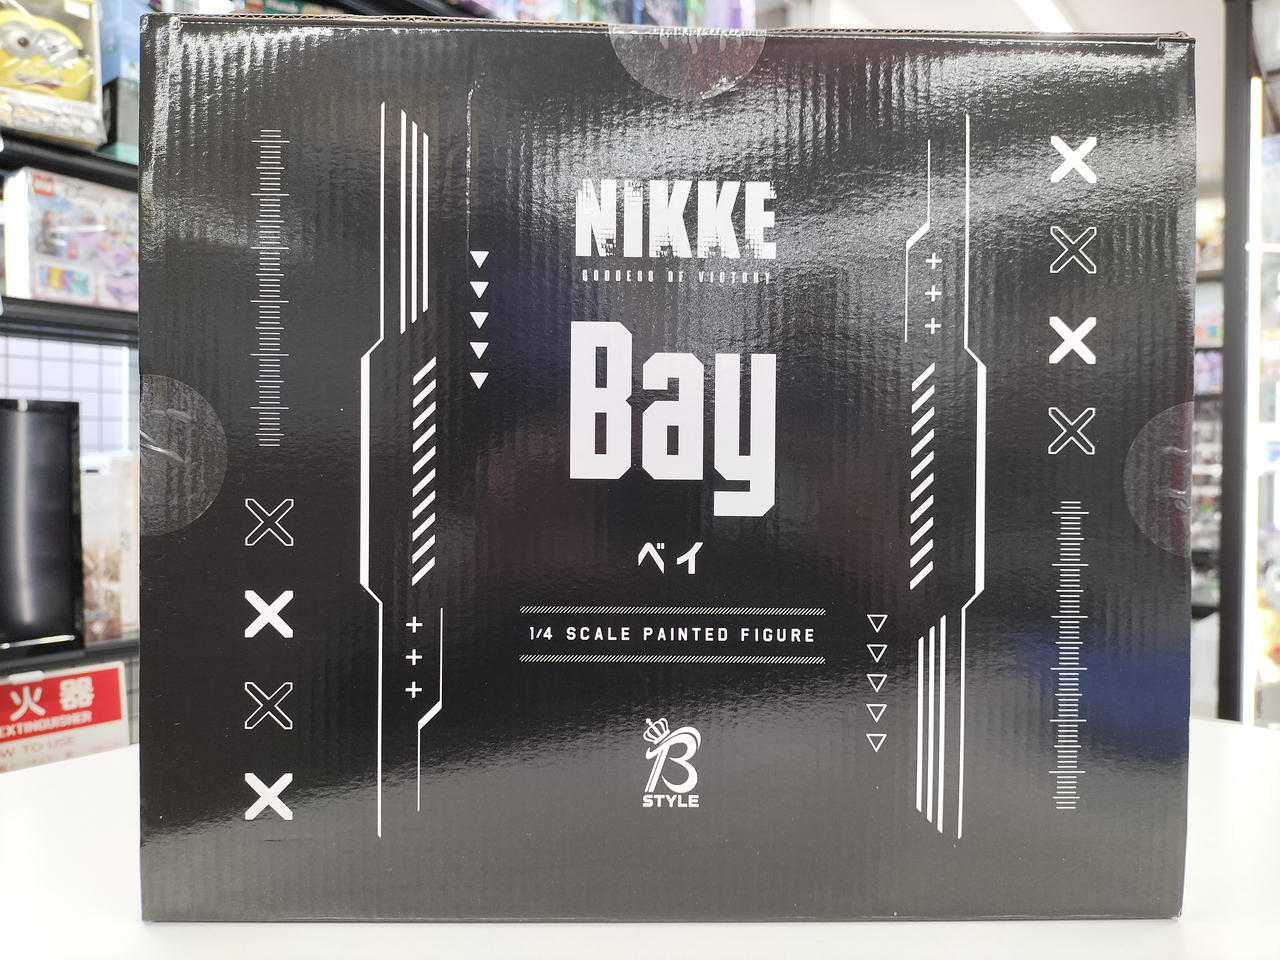 NIKKE
GODDESS OF VICTORY
Bay
ベイ
1/4 SCALE PAINTED FIGURE
B
STYLE
火器
EXTINGUISHER
W TO USE